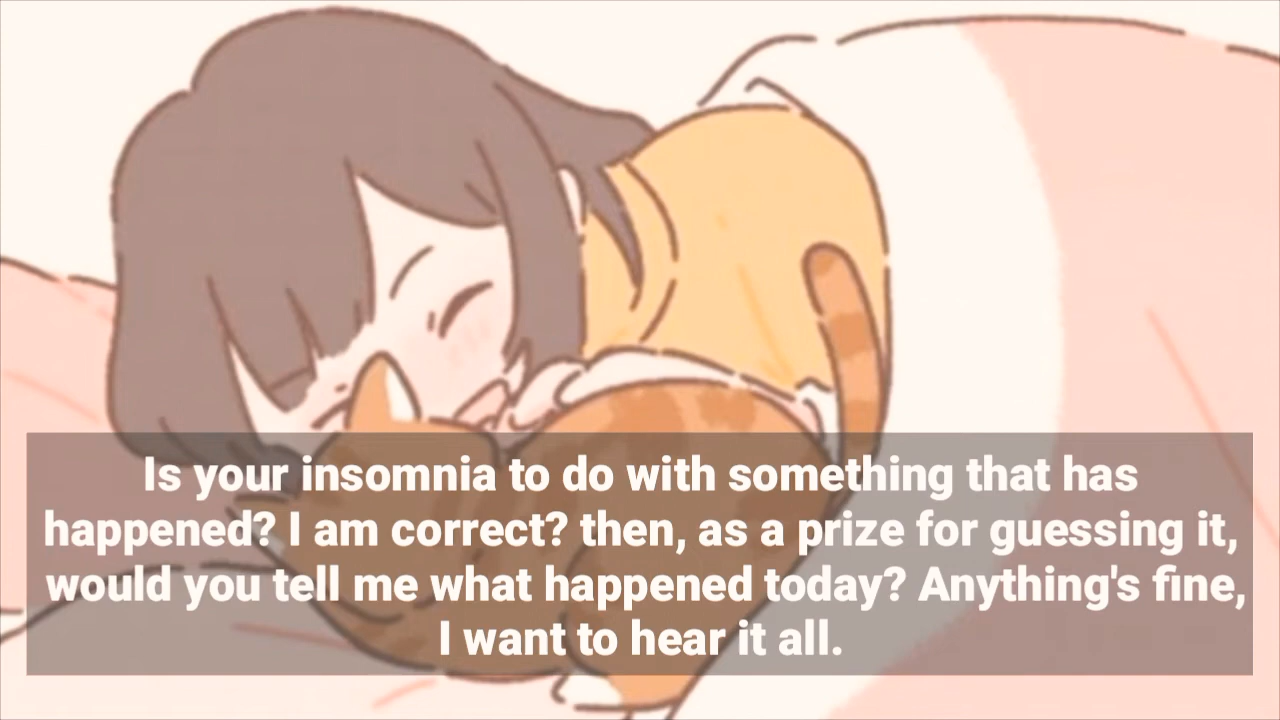 Is your insomnia to do with something that has
happened? I am correct? then, as a prize for guessing it,
would you tell me what happened today? Anything's fine,
I want to hear it all.